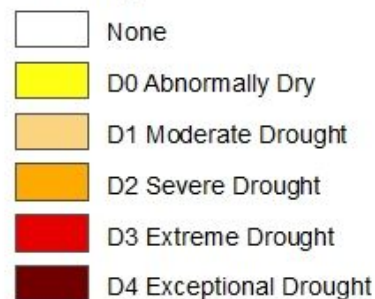 None
D0 Abnormally Dry
D1 Moderate Drought
D2 Severe Drought
D3 Extreme Drought
D4 Exceptional Drought